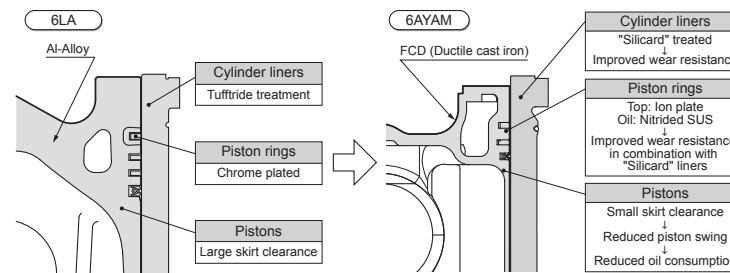 6LA
Al-Alloy
Cylinder liners
Tufftride treatment
Piston rings
Chrome plated
Pistons
Large skirt clearance
6AYAM
FCD (Ductile cast iron)
Cylinder liners
"Silicard" treated
↓
Improved wear resistanc
Piston rings
Top: Ion plate
Oil: Nitrided SUS
↓
Improved wear resistance
in combination with
"Silicard" liners
Pistons
Small skirt clearance
↓
Reduced piston swing
↓
Reduced oil consumption